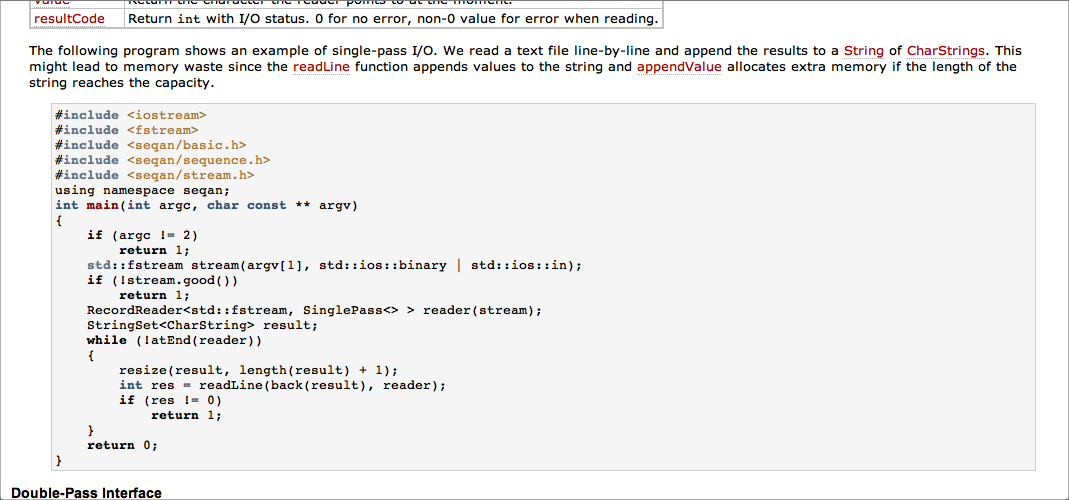 value Return the character the reader points to at the moment.
resultCode Return int with I/O status. 0 for no error, non-0 value for error when reading.
The following program shows an example of single-pass I/O. We read a text file line-by-line and append the results to a String of CharStrings. This
might lead to memory waste since the readLine function appends values to the string and appendValue allocates extra memory if the length of the
string reaches the capacity.
#include <iostream>
#include <fstream>
#include <seqan/basic.h>
#include <seqan/sequence.h>
#include <seqan/stream.h>
using namespace seqan;
int main(int argc, char const ** argv)
{
    if (argc != 2)
        return 1;
    std::fstream stream(argv[1], std::ios::binary | std::ios::in);
    if (!stream.good())
        return 1;
    RecordReader<std::fstream, SinglePass<> > reader(stream);
    StringSet<CharString> result;
    while (!atEnd(reader))
    {
        resize(result, length(result) + 1);
        int res = readLine(back(result), reader);
        if (res != 0)
            return 1;
    }
    return 0;
}
Double-Pass Interface